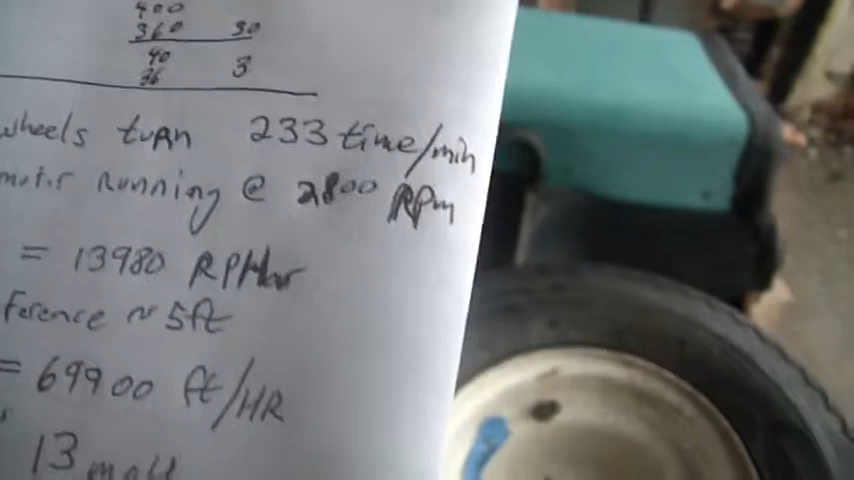 400
360 30
40 3
36
wheels turn 233 time/min
motor running @ 2800 RPM
= 13980 RPHour
ference ~ 5ft
= 69900 ft/HR
13